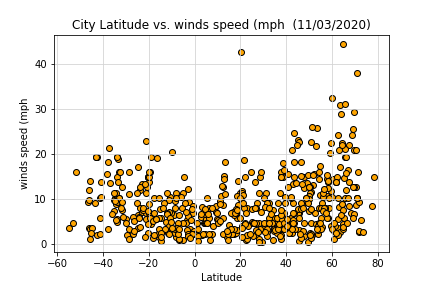 City Latitude vs. winds speed (mph  (11/03/2020)
winds speed (mph
40
30
20
10
0
−60 −40 −20 0 20 40 60 80
Latitude